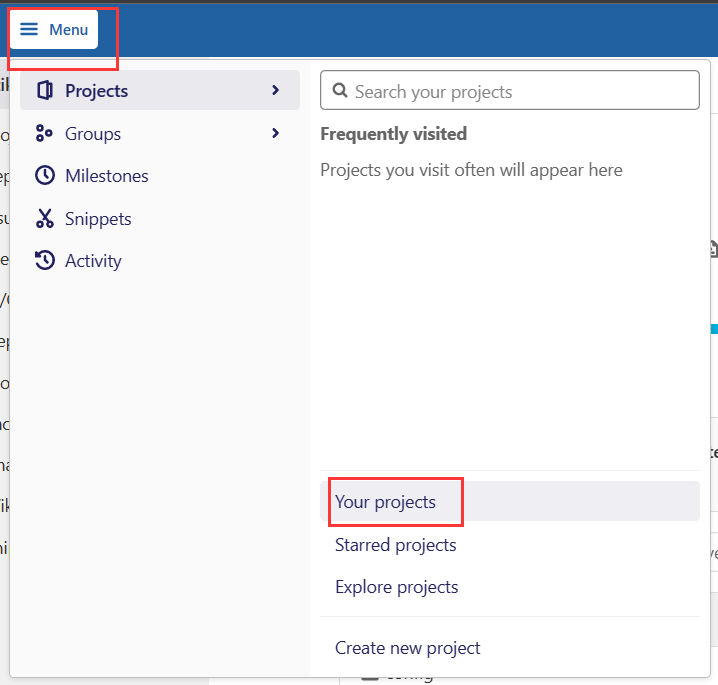 Menu
Projects
Groups
Milestones
Snippets
Activity
Search your projects
Frequently visited
Projects you visit often will appear here
Your projects
Starred projects
Explore projects
Create new project